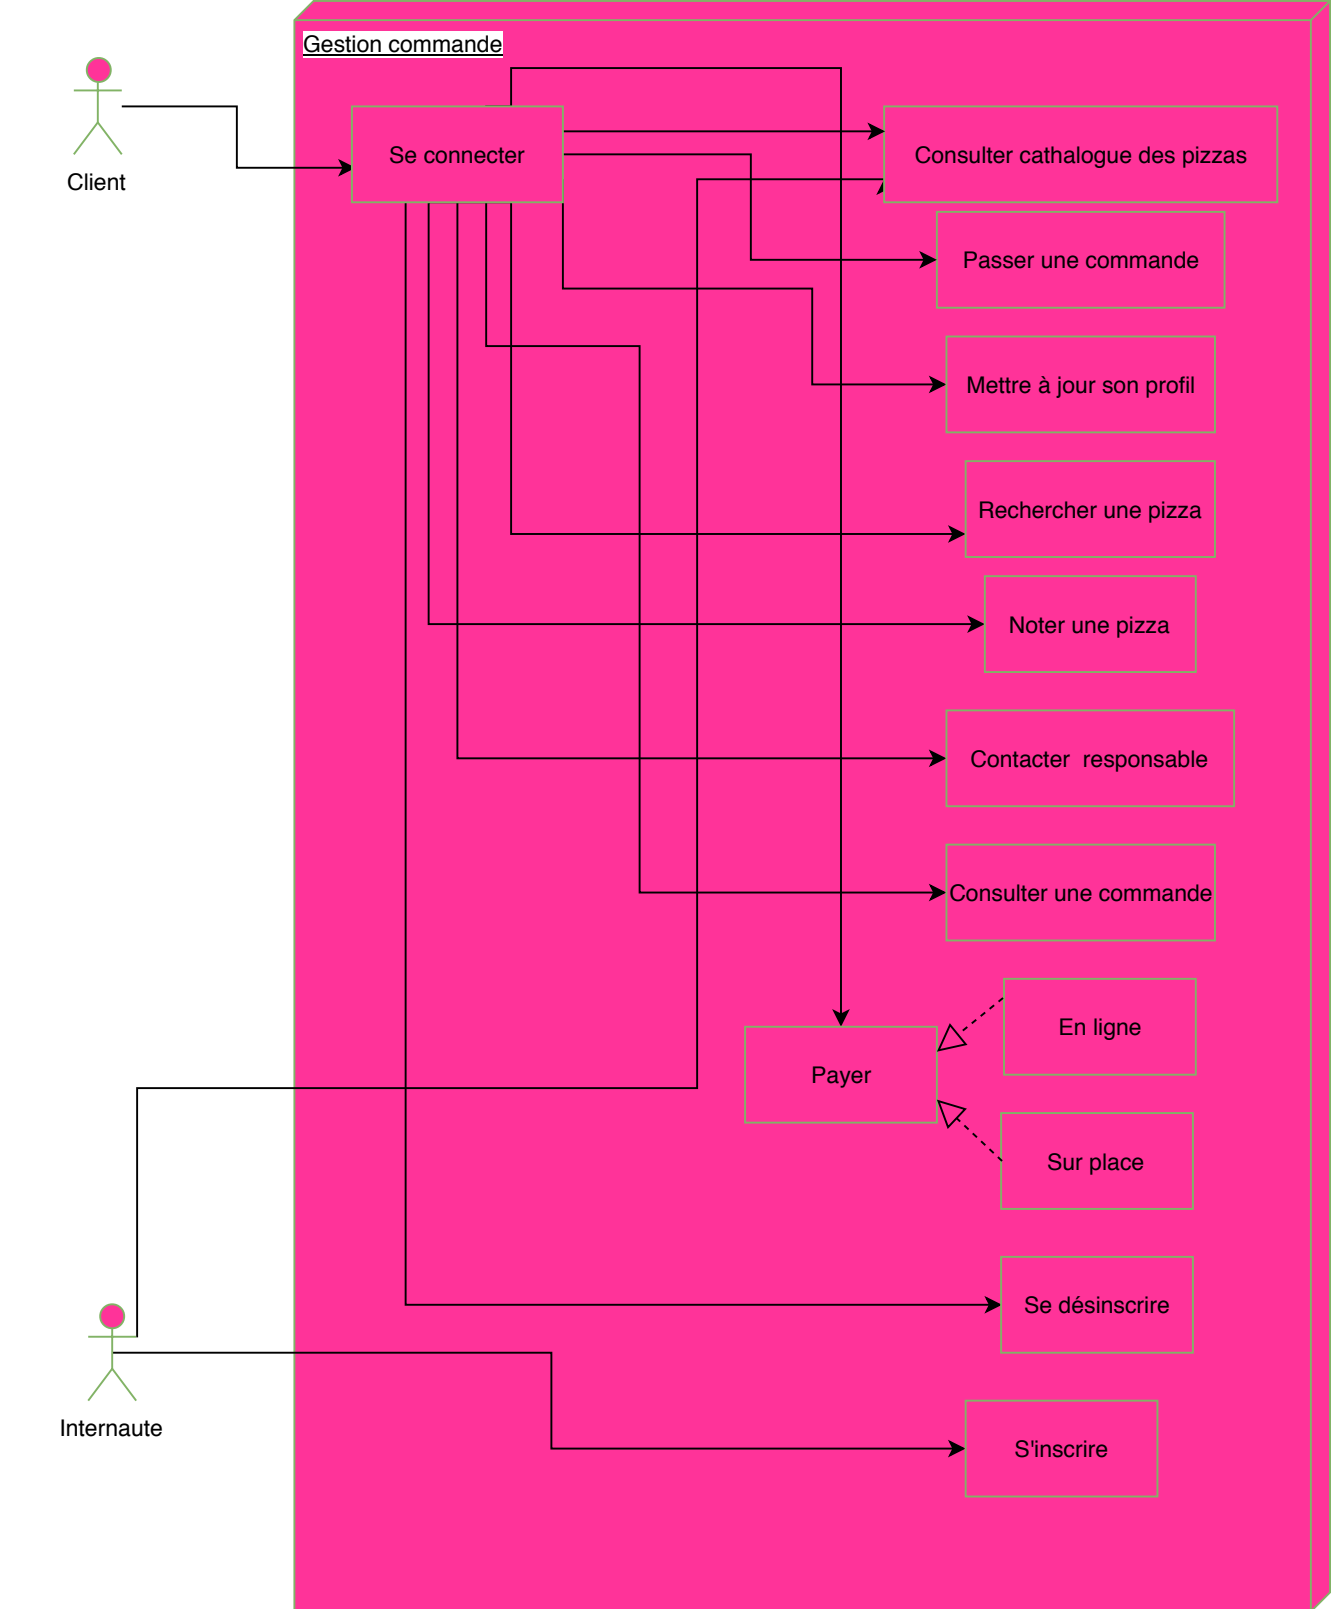 Gestion commande
Client
Se connecter
Consulter cathalogue des pizzas
Passer une commande
Mettre à jour son profil
Rechercher une pizza
Noter une pizza
Contacter  responsable
Consulter une commande
En ligne
Payer
Sur place
Se désinscrire
Internaute
S'inscrire